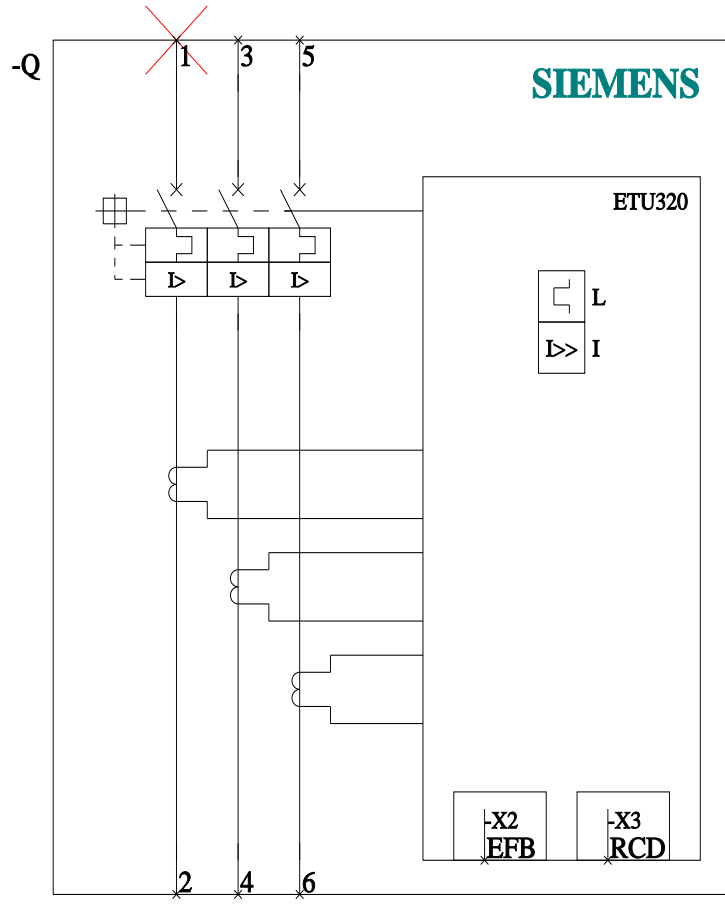 1 3 5
-Q
SIEMENS
ETU320
I> I> I>
L
I>> I
-X2 -X3
EFB RCD
2 4 6